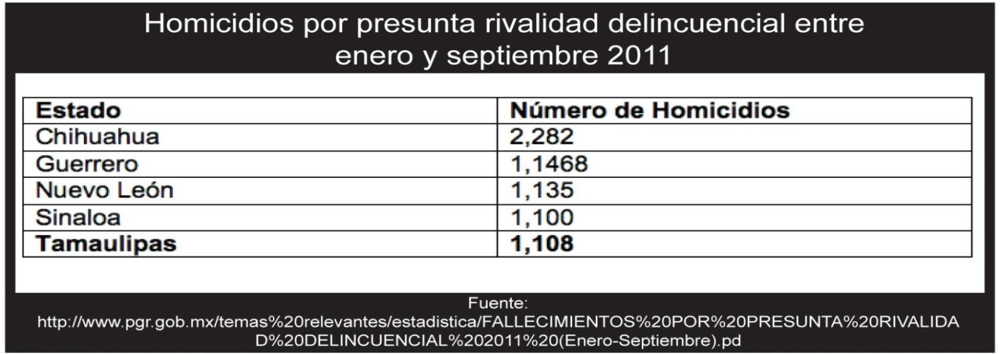 Homicidios por presunta rivalidad delincuencial entre
enero y septiembre 2011
Estado Número de Homicidios
Chihuahua 2,282
Guerrero 1,1468
Nuevo León 1,135
Sinaloa 1,100
Tamaulipas 1,108
Fuente:
http://www.pgr.gob.mx/temas%20relevantes/estadistica/FALLECIMIENTOS%20POR%20PRESUNTA%20RIVALIDA
D%20DELINCUENCIAL%202011%20(Enero-Septiembre).pd